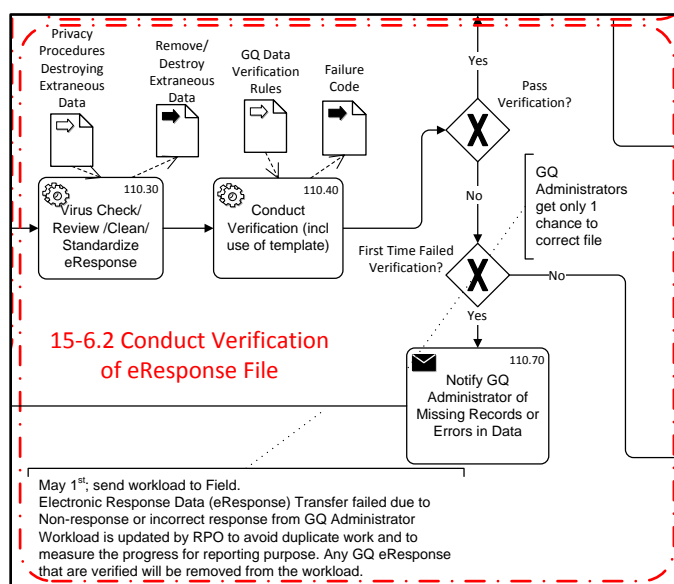 Privacy
Procedures
Destroying
Extraneous
Data
Remove/
Destroy
Extraneous
Data
GQ Data
Verification
Rules
Failure
Code
Yes
Pass
Verification?
110.30
Virus Check/
Review /Clean/
Standardize
eResponse
110.40
Conduct
Verification (incl
use of template)
X
No
GQ
Administrators
get only 1
chance to
correct file
First Time Failed
Verification?
X
No
Yes
15-6.2 Conduct Verification
of eResponse File
110.70
Notify GQ
Administrator of
Missing Records or
Errors in Data
May 1st; send workload to Field.
Electronic Response Data (eResponse) Transfer failed due to
Non-response or incorrect response from GQ Administrator
Workload is updated by RPO to avoid duplicate work and to
measure the progress for reporting purpose. Any GQ eResponse
that are verified will be removed from the workload.